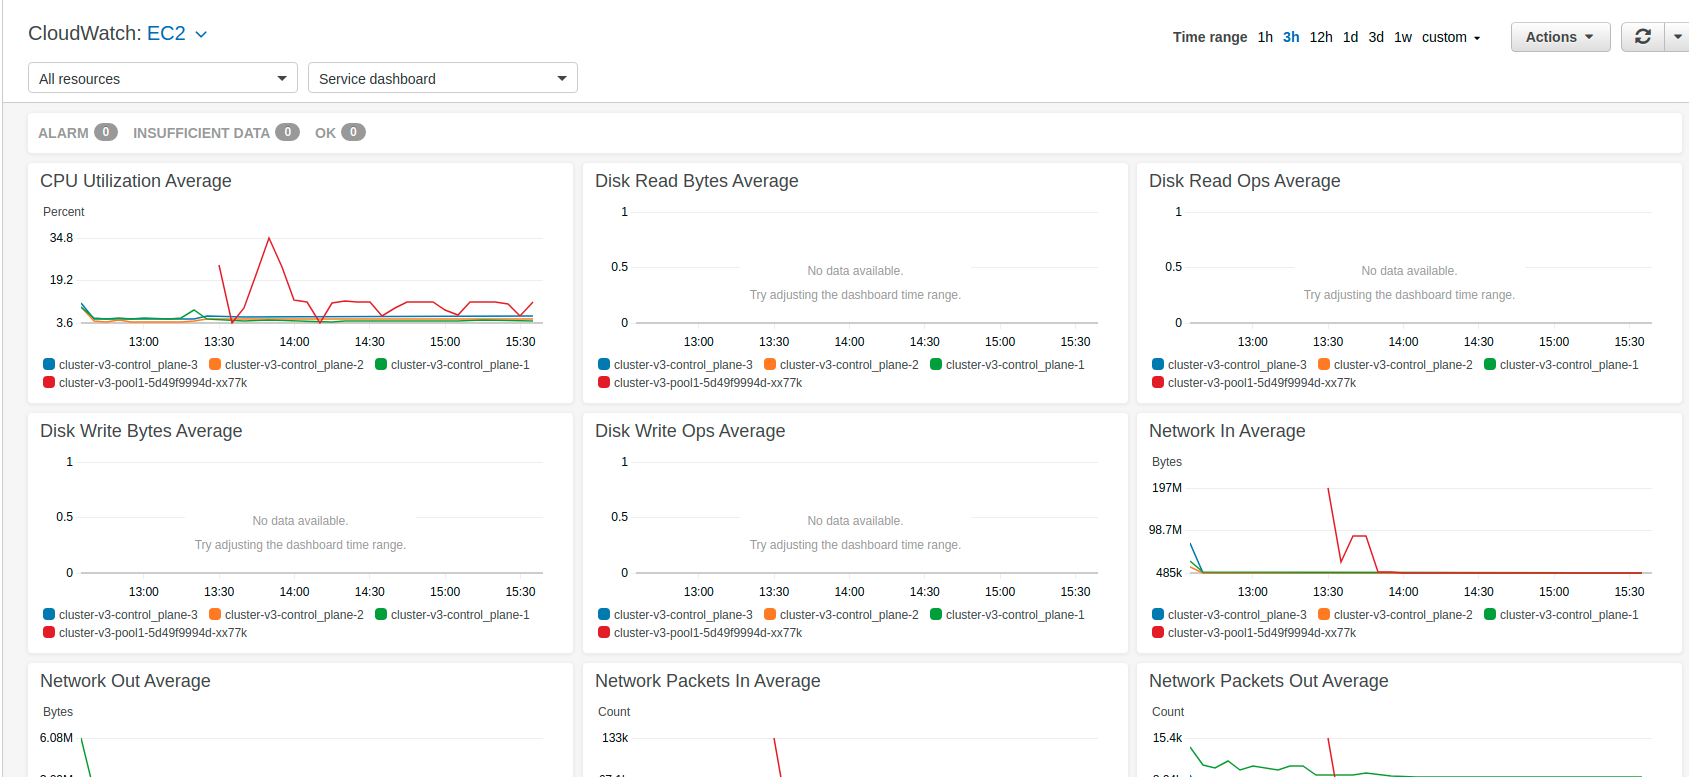 CloudWatch: EC2
Time range 1h 3h 12h 1d 3d 1w custom
Actions
All resources
Service dashboard
ALARM 0 INSUFFICIENT DATA 0 OK 0
CPU Utilization Average
Percent
34.8
19.2
3.6
13:00 13:30 14:00 14:30 15:00 15:30
cluster-v3-control_plane-3 cluster-v3-control_plane-2 cluster-v3-control_plane-1
cluster-v3-pool1-5d49f9994d-xx77k
Disk Read Bytes Average
1
0.5
No data available.
Try adjusting the dashboard time range.
0
13:00 13:30 14:00 14:30 15:00 15:30
cluster-v3-control_plane-3 cluster-v3-control_plane-2 cluster-v3-control_plane-1
cluster-v3-pool1-5d49f9994d-xx77k
Disk Read Ops Average
1
0.5
No data available.
Try adjusting the dashboard time range.
0
13:00 13:30 14:00 14:30 15:00 15:30
cluster-v3-control_plane-3 cluster-v3-control_plane-2 cluster-v3-control_plane-1
cluster-v3-pool1-5d49f9994d-xx77k
Disk Write Bytes Average
1
0.5
No data available.
Try adjusting the dashboard time range.
0
13:00 13:30 14:00 14:30 15:00 15:30
cluster-v3-control_plane-3 cluster-v3-control_plane-2 cluster-v3-control_plane-1
cluster-v3-pool1-5d49f9994d-xx77k
Disk Write Ops Average
1
0.5
No data available.
Try adjusting the dashboard time range.
0
13:00 13:30 14:00 14:30 15:00 15:30
cluster-v3-control_plane-3 cluster-v3-control_plane-2 cluster-v3-control_plane-1
cluster-v3-pool1-5d49f9994d-xx77k
Network In Average
Bytes
197M
98.7M
485k
13:00 13:30 14:00 14:30 15:00 15:30
cluster-v3-control_plane-3 cluster-v3-control_plane-2 cluster-v3-control_plane-1
cluster-v3-pool1-5d49f9994d-xx77k
Network Out Average
Bytes
6.08M
Network Packets In Average
Count
133k
Network Packets Out Average
Count
15.4k